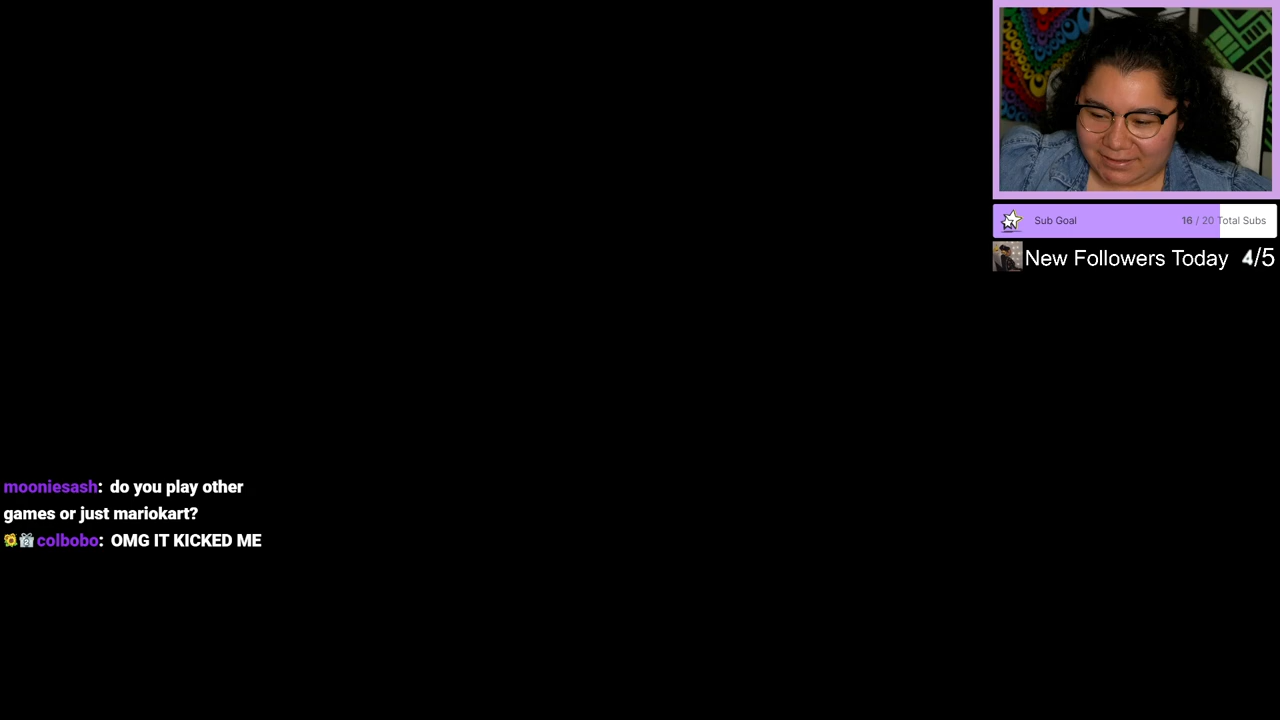 Sub Goal 16 / 20 Total Subs
New Followers Today 4/5
mooniesash: do you play other
games or just mariokart?
colbobo: OMG IT KICKED ME